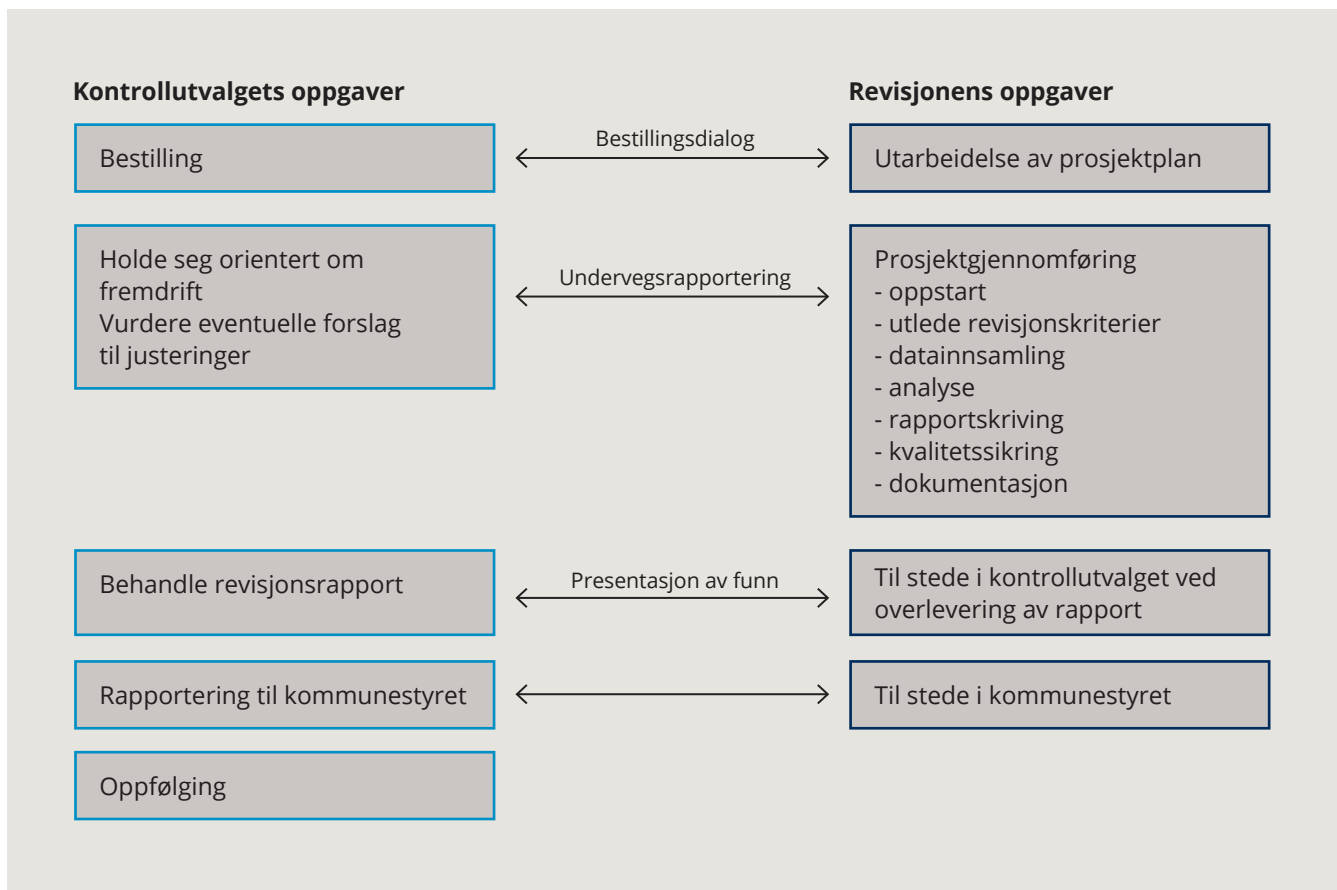 Kontrollutvalgets oppgaver
Revisjonens oppgaver
Bestilling
Bestillingsdialog
Utarbeidelse av prosjektplan
Holde seg orientert om
fremdrift
Vurdere eventuelle forslag
til justeringer
Undervegsrapportering
Prosjektgjennomføring
- oppstart
- utlede revisjonskriterier
- datainnsamling
- analyse
- rapportskriving
- kvalitetssikring
- dokumentasjon
Behandle revisjonsrapport
Presentasjon av funn
Til stede i kontrollutvalget ved
overlevering av rapport
Rapportering til kommunestyret
Til stede i kommunestyret
Oppfølging